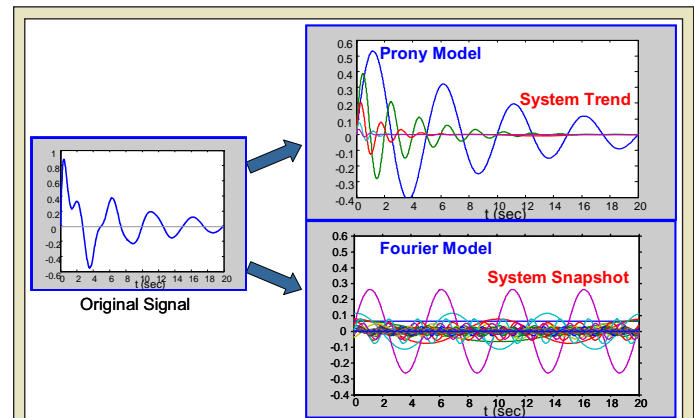 1
0.8
0.6
0.4
0.2
0
-0.2
-0.4
-0.6
0 2 4 6 8 10 12 14 16 18 20
t (sec)
Original Signal
Prony Model
System Trend
0.6
0.5
0.4
0.3
0.2
0.1
0
-0.1
-0.2
-0.3
-0.4
0 2 4 6 8 10 12 14 16 18 20
t (sec)
Fourier Model
System Snapshot
0.6
0.5
0.4
0.3
0.2
0.1
0
-0.1
-0.2
-0.3
-0.4
0 2 4 6 8 10 12 14 16 18 20
t (sec)